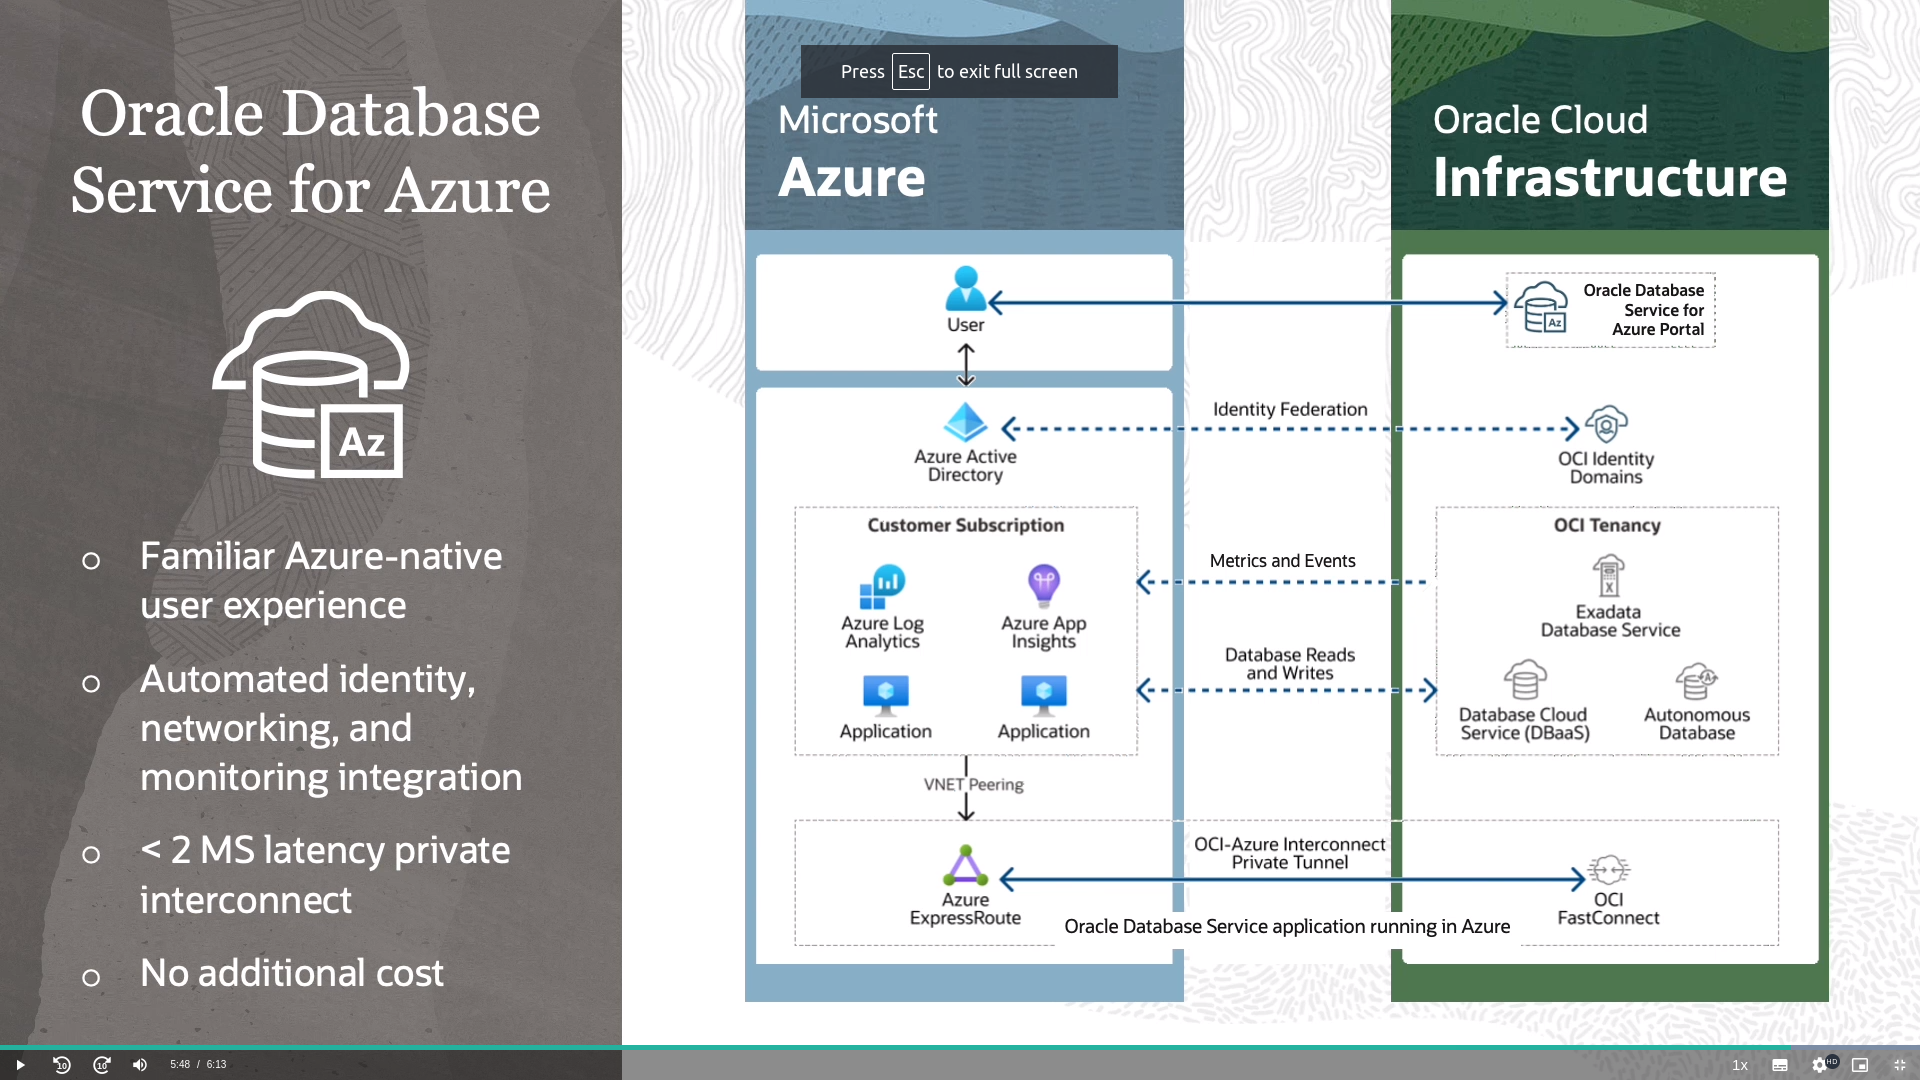 Oracle Database
Service for Azure
Az
Familiar Azure-native
user experience
Automated identity,
networking, and
monitoring integration
< 2 MS latency private
interconnect
No additional cost
Press Esc to exit full screen
Microsoft
Azure
Oracle Cloud
Infrastructure
User
Oracle Database
Service for
Azure Portal
Az
Azure Active
Directory
Identity Federation
OCI Identity
Domains
Customer Subscription
Azure Log
Analytics
Azure App
Insights
Application
Application
Metrics and Events
Database Reads
and Writes
OCI Tenancy
X
Exadata
Database Service
Database Cloud
Service (DBaaS)
A
Autonomous
Database
VNET Peering
OCI-Azure Interconnect
Private Tunnel
Azure
ExpressRoute
OCI
FastConnect
Oracle Database Service application running in Azure
10
10
5:48 / 6:13
1x
HD